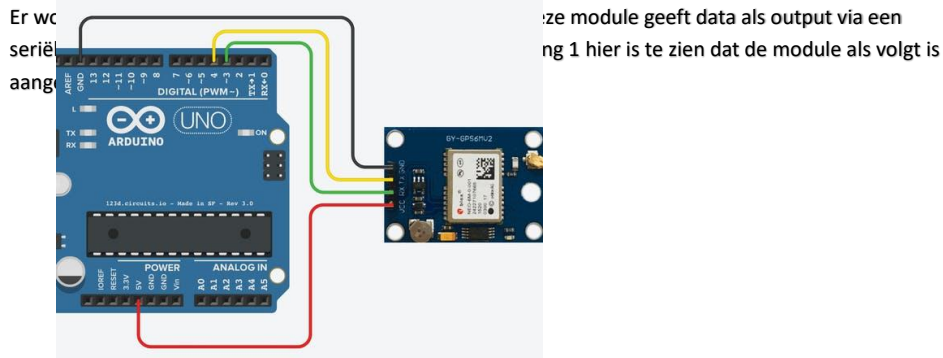 Er
ze module geeft data als output via een
seriël
ng 1 hier is te zien dat de module als volgt is
aang
AREF
GND
13
12
~11
~10
~9
8
7
~6
~5
4
~3
2
TX→1
RX←0
DIGITAL (PWM~)
L
TX
RX
ARDUINO
UNO
ON
123d.circuits.io - Made in SF - Rev 1.0
POWER
ANALOG IN
IOREF
RESET
3.3V
5V
GND
GND
Vin
A0
A1
A2
A3
A4
A5
GY-GPS6MV2
VCC RX TX GND